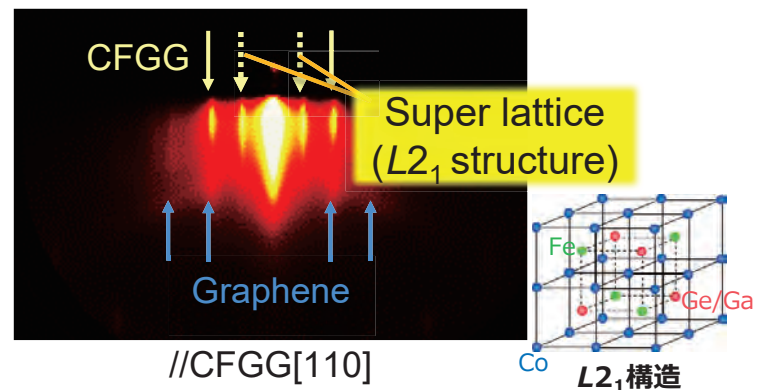 CFGG
Super lattice
(L2₁ structure)
Graphene
//CFGG[110]
Fe
Ge/Ga
Co
L2₁構造